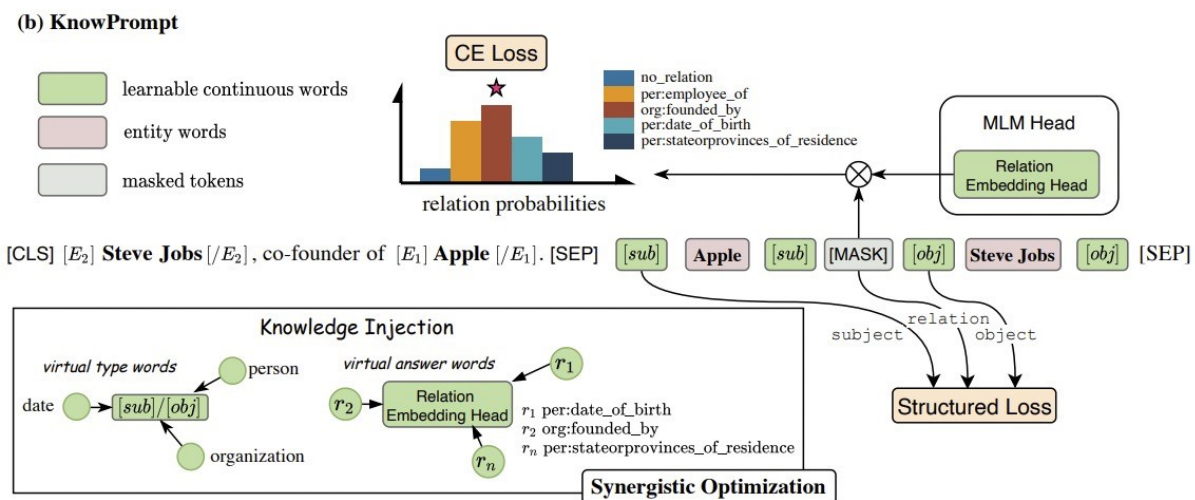 (b) KnowPrompt
learnable continuous words
entity words
masked tokens
CE Loss
no_relation
per:employee_of
org:founded_by
per:date_of_birth
per:stateorprovinces_of_residence
relation probabilities
MLM Head
Relation
Embedding Head
[CLS] [E₂] Steve Jobs [/E₂], co-founder of [E₁] Apple [/E₁]. [SEP] [sub] Apple [sub] [MASK] [obj] Steve Jobs [obj] [SEP]
subject
relation
object
Structured Loss
Knowledge Injection
virtual type words
person
date
[sub]/[obj]
organization
virtual answer words
r₁
r₂
Relation
Embedding Head
rₙ
r₁ per:date_of_birth
r₂ org:founded_by
rₙ per:stateorprovinces_of_residence
Synergistic Optimization